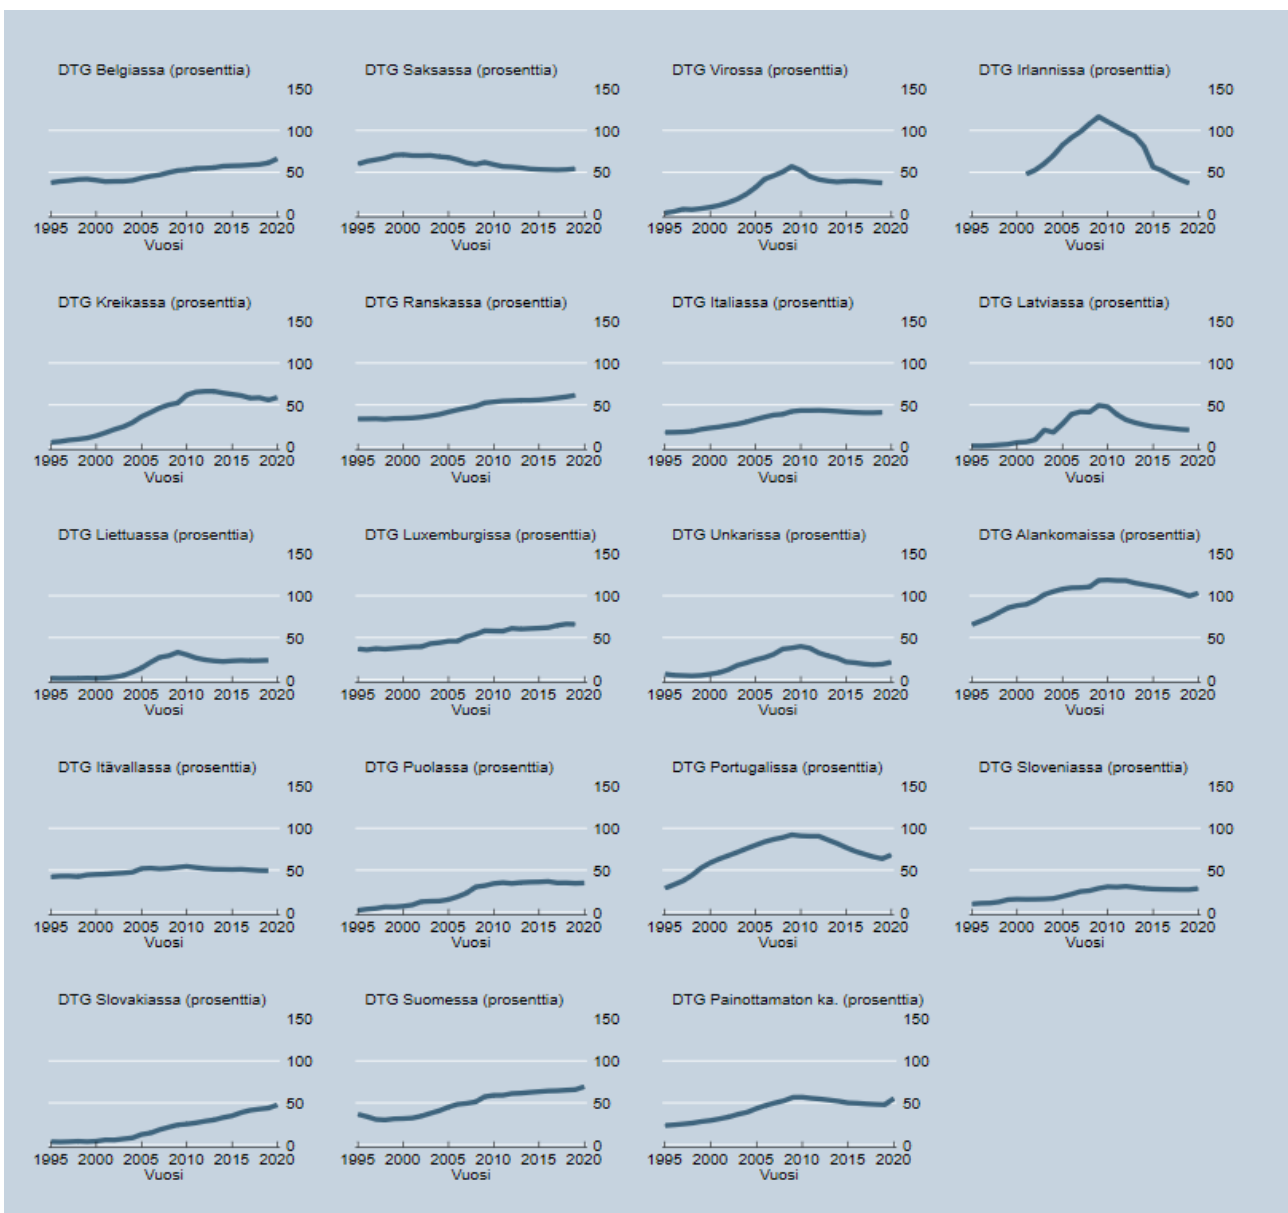 DTG Belgiassa (prosenttia)
150
100
50
0
1995 2000 2005 2010 2015 2020
Vuosi
DTG Saksassa (prosenttia)
150
100
50
0
1995 2000 2005 2010 2015 2020
Vuosi
DTG Virossa (prosenttia)
150
100
50
0
1995 2000 2005 2010 2015 2020
Vuosi
DTG Irlannissa (prosenttia)
150
100
50
0
1995 2000 2005 2010 2015 2020
Vuosi
DTG Kreikassa (prosenttia)
150
100
50
0
1995 2000 2005 2010 2015 2020
Vuosi
DTG Ranskassa (prosenttia)
150
100
50
0
1995 2000 2005 2010 2015 2020
Vuosi
DTG Italiassa (prosenttia)
150
100
50
0
1995 2000 2005 2010 2015 2020
Vuosi
DTG Latviassa (prosenttia)
150
100
50
0
1995 2000 2005 2010 2015 2020
Vuosi
DTG Liettuassa (prosenttia)
150
100
50
0
1995 2000 2005 2010 2015 2020
Vuosi
DTG Luxemburgissa (prosenttia)
150
100
50
0
1995 2000 2005 2010 2015 2020
Vuosi
DTG Unkarissa (prosenttia)
150
100
50
0
1995 2000 2005 2010 2015 2020
Vuosi
DTG Alankomaissa (prosenttia)
150
100
50
0
1995 2000 2005 2010 2015 2020
Vuosi
DTG Itävallassa (prosenttia)
150
100
50
0
1995 2000 2005 2010 2015 2020
Vuosi
DTG Puolassa (prosenttia)
150
100
50
0
1995 2000 2005 2010 2015 2020
Vuosi
DTG Portugalissa (prosenttia)
150
100
50
0
1995 2000 2005 2010 2015 2020
Vuosi
DTG Sloveniassa (prosenttia)
150
100
50
0
1995 2000 2005 2010 2015 2020
Vuosi
DTG Slovakiassa (prosenttia)
150
100
50
0
1995 2000 2005 2010 2015 2020
Vuosi
DTG Suomessa (prosenttia)
150
100
50
0
1995 2000 2005 2010 2015 2020
Vuosi
DTG Painottamaton ka. (prosenttia)
150
100
50
0
1995 2000 2005 2010 2015 2020
Vuosi